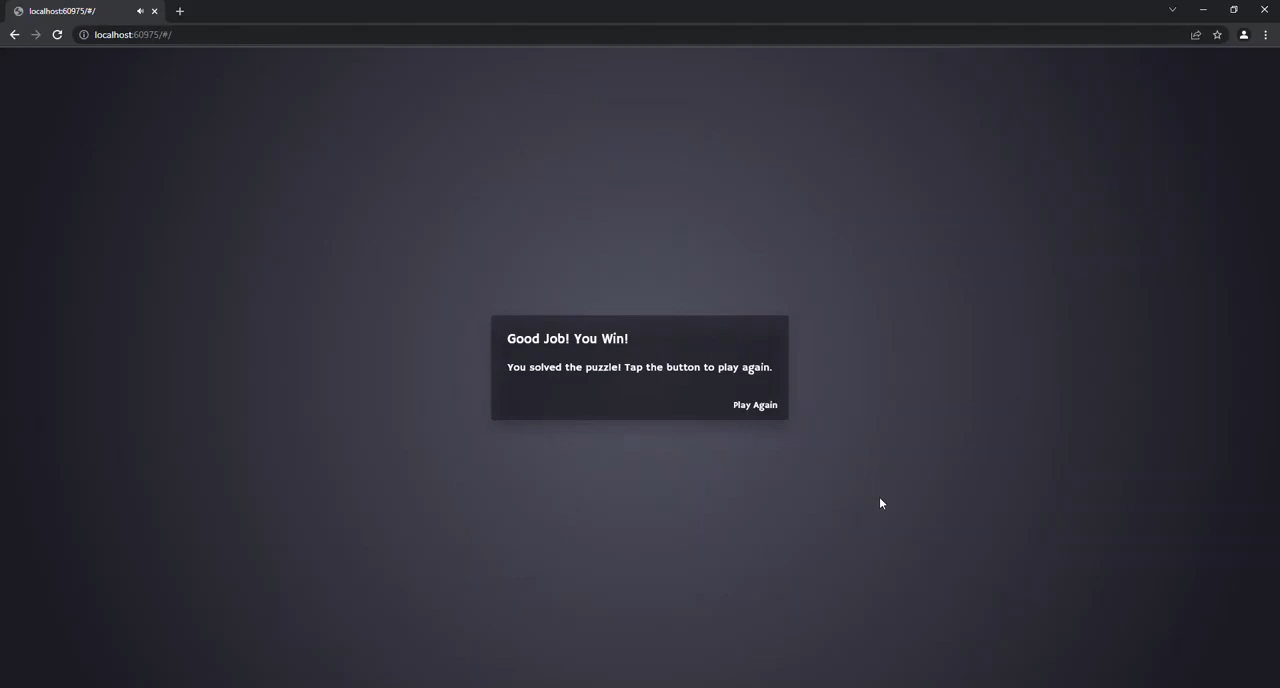 localhost:60975/#/
localhost:60975/#/
Good Job! You Win!
You solved the puzzle! Tap the button to play again.
Play Again